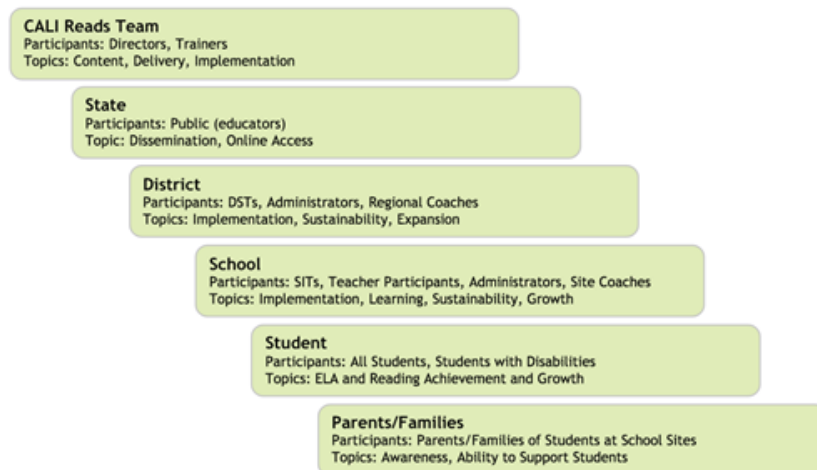 CALI Reads Team
Participants: Directors, Trainers
Topics: Content, Delivery, Implementation
State
Participants: Public (educators)
Topic: Dissemination, Online Access
District
Participants: DSTs, Administrators, Regional Coaches
Topics: Implementation, Sustainability, Expansion
School
Participants: SITs, Teacher Participants, Administrators, Site Coaches
Topics: Implementation, Learning, Sustainability, Growth
Student
Participants: All Students, Students with Disabilities
Topics: ELA and Reading Achievement and Growth
Parents/Families
Participants: Parents/Families of Students at School Sites
Topics: Awareness, Ability to Support Students